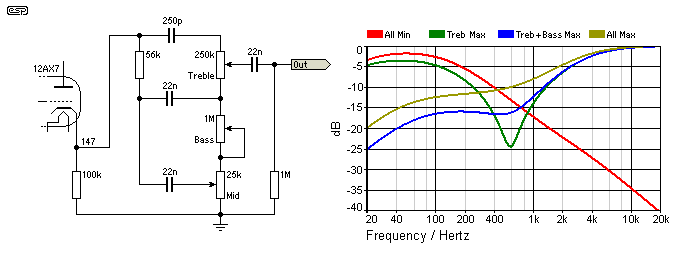 esp
250p
12AX7
56k
250k
Treble
22n
Out
22n
1M
Bass
147
22n
25k
Mid
100k
1M
All Min
Treb Max
Treb+Bass Max
All Max
0
-5
-10
-15
-20
-25
-30
-35
-40
dB
20 40 100 200 400 1k 2k 4k 10k 20k
Frequency / Hertz